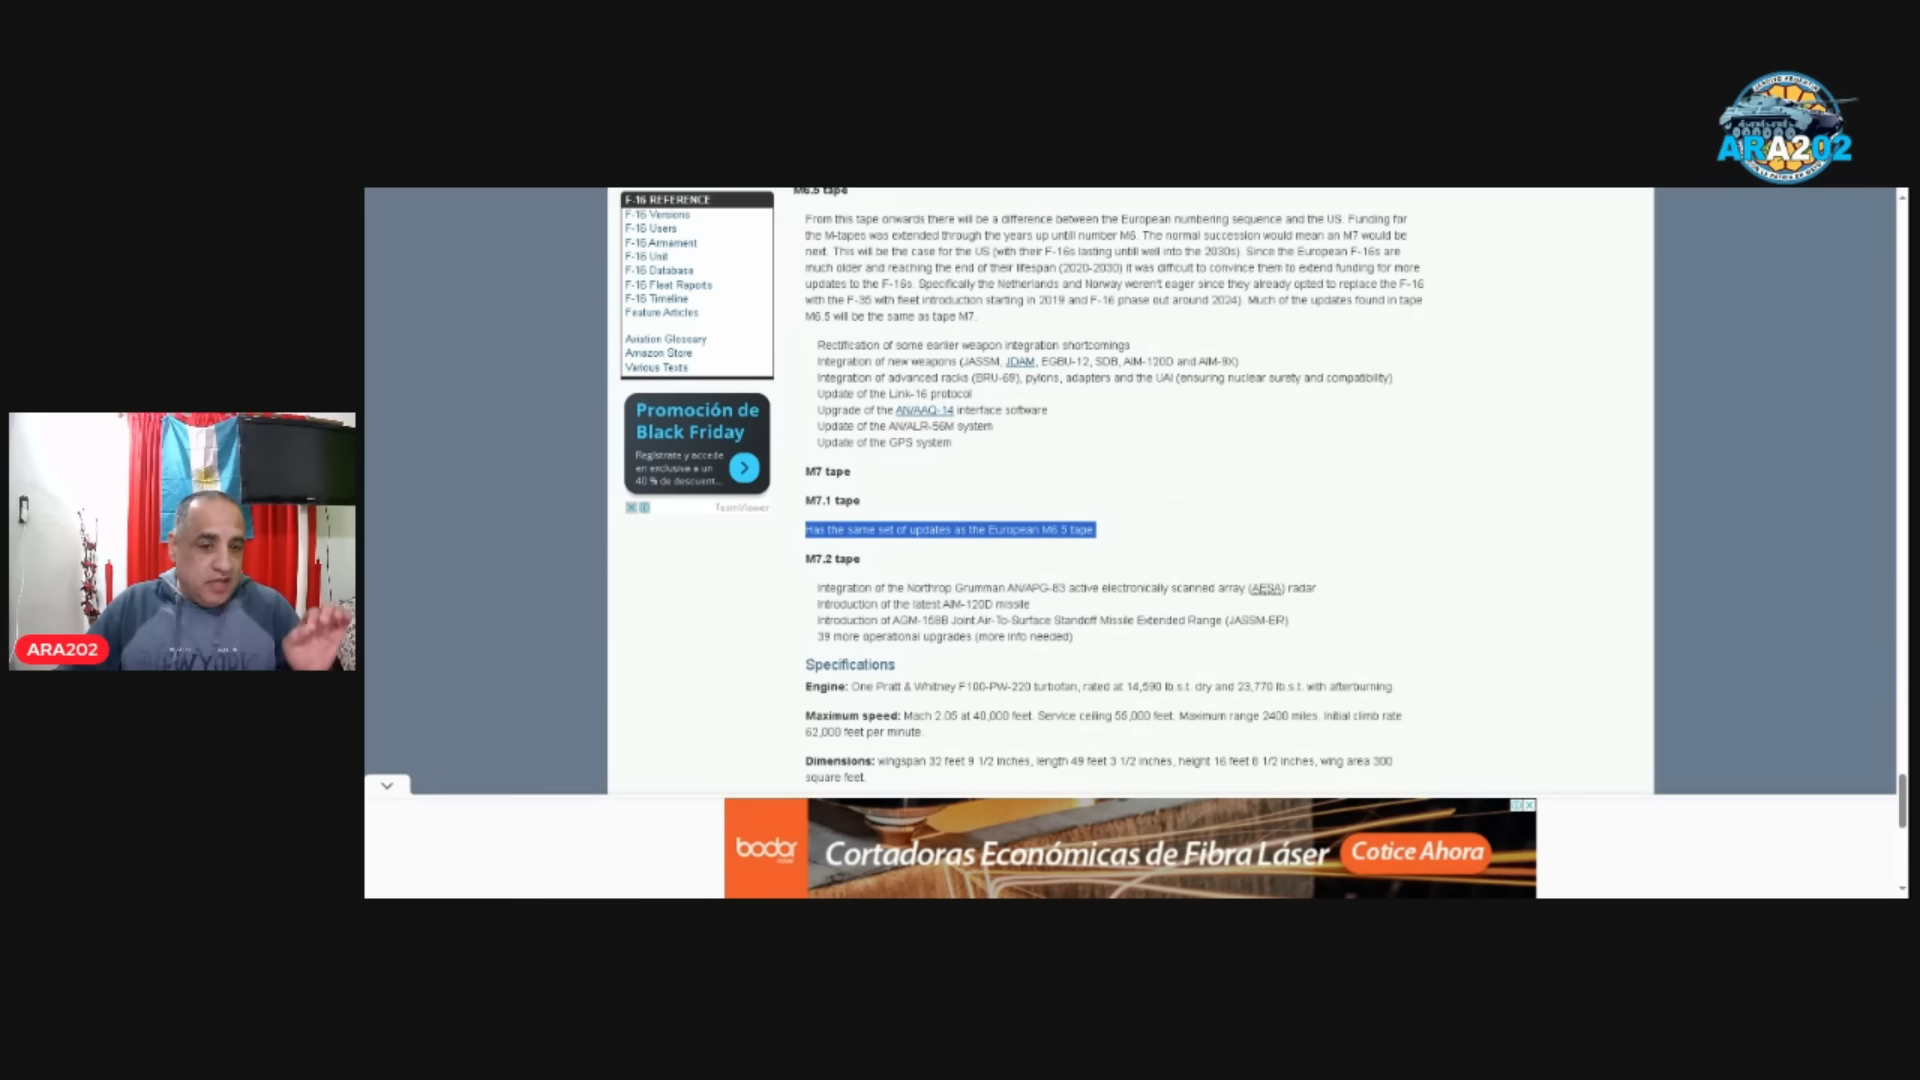 ARA202
M6.5 tape
F-16 REFERENCE
F-16 Versions
F-16 Users
F-16 Armament
F-16 Unit
F-16 Database
F-16 Fleet Reports
F-16 Timeline
Feature Articles
Aviation Glossary
Amazon Store
Various Texts
Promoción de
Black Friday
Regístrate y accede
en exclusive a un
40 % de descuent...
TeamViewer
From this tape onwards there will be a difference between the European numbering sequence and the US. Funding for
the M-tapes was extended through the years up untill number M6. The normal succession would mean an M7 would be
next. This will be the case for the US (with their F-16s lasting untill well into the 2030s). Since the European F-16s are
much older and reaching the end of their lifespan (2020-2030) it was difficult to convince them to extend funding for more
updates to the F-16s. Specifically the Netherlands and Norway weren't eager since they already opted to replace the F-16
with the F-35 with fleet introduction starting in 2019 and F-16 phase out around 2024). Much of the updates found in tape
M6.5 will be the same as tape M7.
Rectification of some earlier weapon integration shortcomings
Integration of new weapons (JASSM, JDAM, EGBU-12, SDB, AIM-120D and AIM-9X)
Integration of advanced racks (BRU-69), pylons, adapters and the UAI (ensuring nuclear surety and compatibility)
Update of the Link-16 protocol
Upgrade of the AN/AAQ-14 interface software
Update of the AN/ALR-56M system
Update of the GPS system
M7 tape
M7.1 tape
Has the same set of updates as the European M6.5 tape.
M7.2 tape
Integration of the Northrop Grumman AN/APG-83 active electronically scanned array (AESA) radar
Introduction of the latest AIM-120D missile
Introduction of AGM-158B Joint Air-To-Surface Standoff Missile Extended Range (JASSM-ER)
39 more operational upgrades (more info needed)
Specifications
Engine: One Pratt & Whitney F100-PW-220 turbofan, rated at 14,590 lb.s.t. dry and 23,770 lb.s.t. with afterburning.
Maximum speed: Mach 2.05 at 40,000 feet. Service ceiling 55,000 feet. Maximum range 2400 miles. Initial climb rate
62,000 feet per minute.
Dimensions: wingspan 32 feet 9 1/2 inches, length 49 feet 3 1/2 inches, height 16 feet 8 1/2 inches, wing area 300
square feet.
ARA202
bodor
Cortadoras Económicas de Fibra Láser
Cotice Ahora